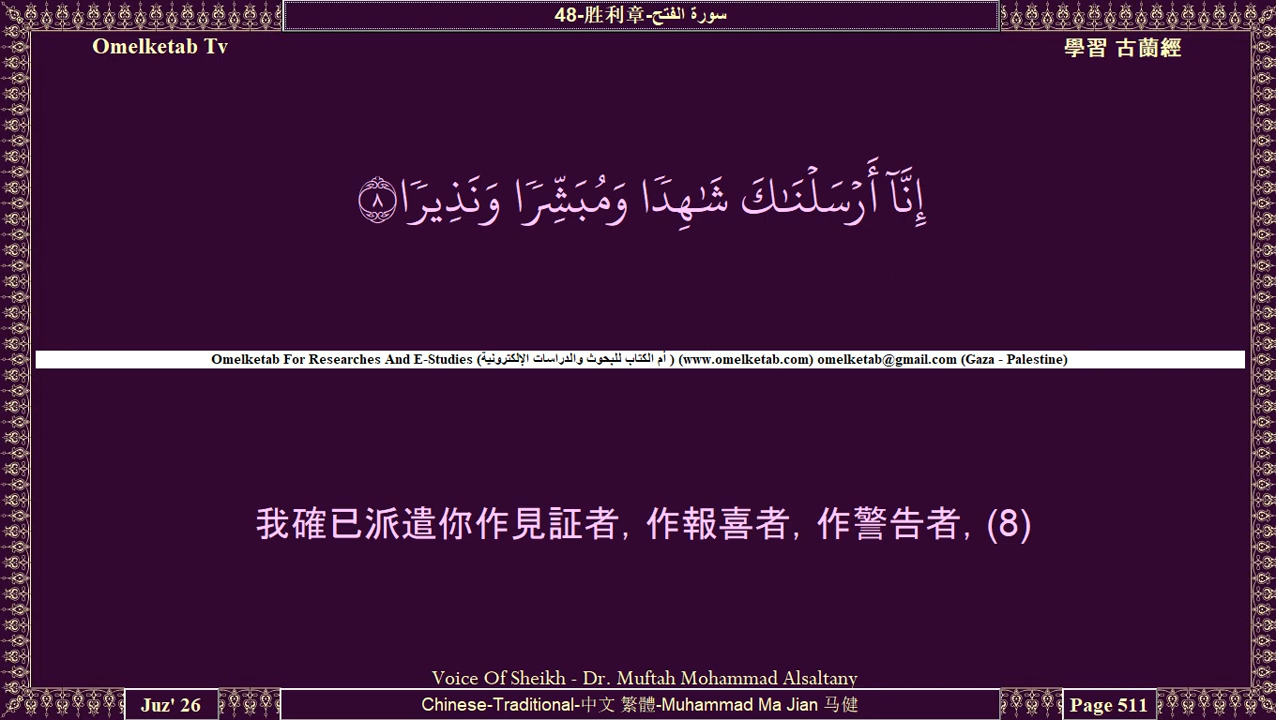 48-胜利章-سورة الفتح
Omelketab Tv
學習 古蘭經
إِنَّآ أَرۡسَلۡنَٰكَ شَٰهِدٗا وَمُبَشِّرٗا وَنَذِيرٗا ٨
Omelketab For Researches And E-Studies (أم الكتاب للبحوث والدراسات الإلكترونية ) (www.omelketab.com) omelketab@gmail.com (Gaza - Palestine)
我確已派遣你作見証者, 作報喜者, 作警告者, (8)
Voice Of Sheikh - Dr. Muftah Mohammad Alsaltany
Juz' 26
Chinese-Traditional-中文 繁體-Muhammad Ma Jian 马健
Page 511